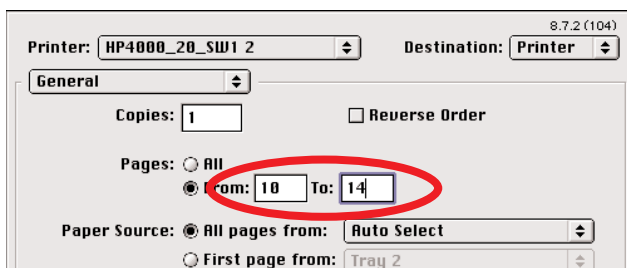 8.7.2 (104)
Printer: HP4000_20_SW1 2 Destination: Printer
General
Copies: 1 Reverse Order
Pages: All
From: 10 To: 14
Paper Source: All pages from: Auto Select
First page from: Tray 2